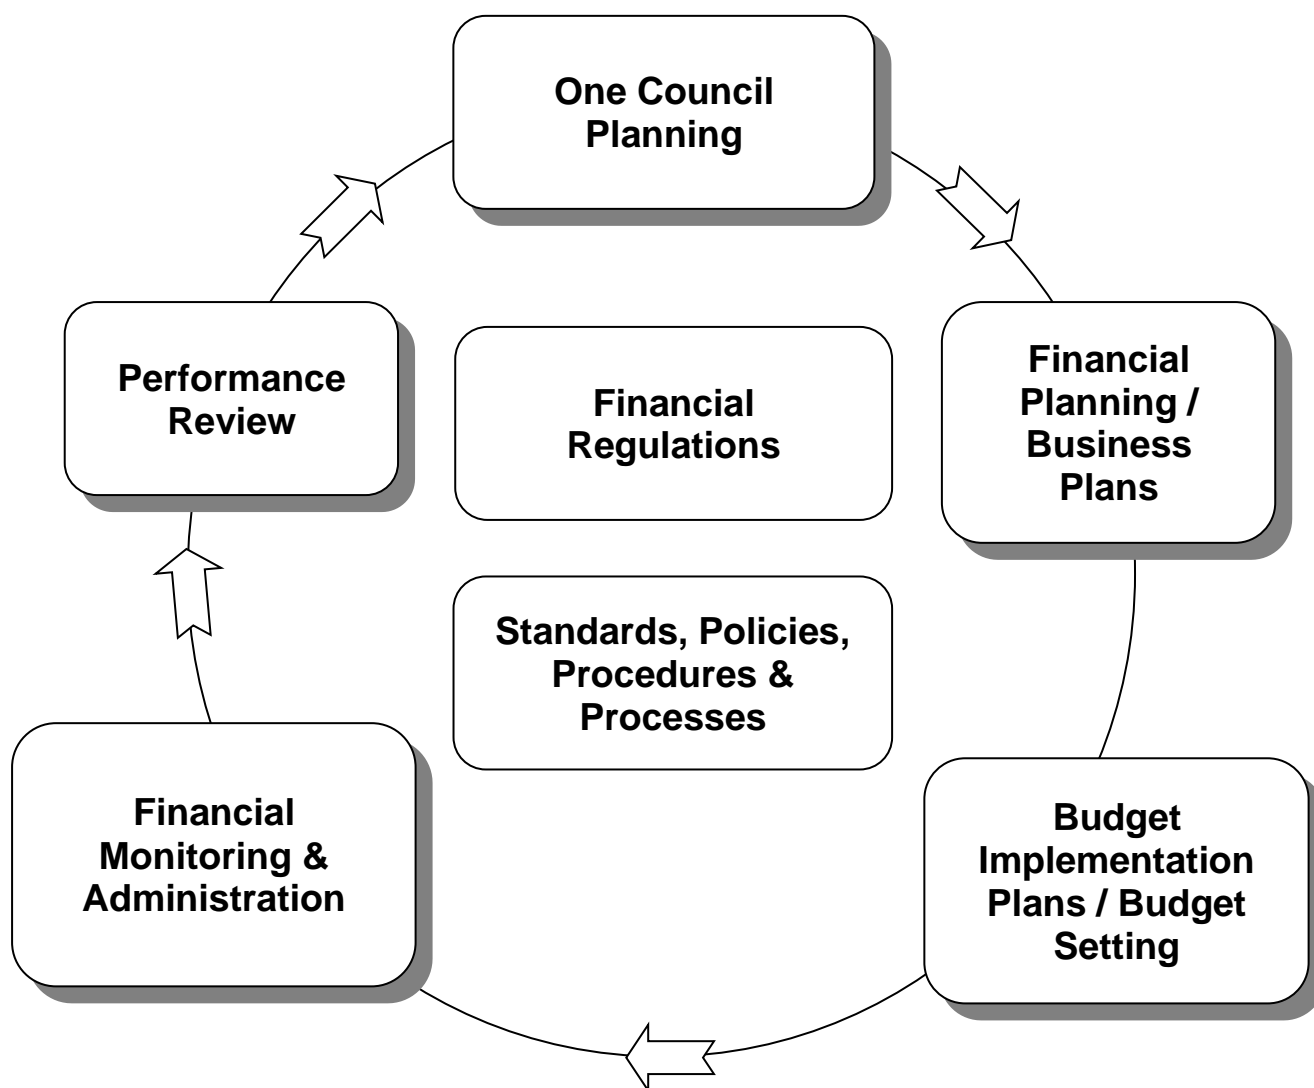 One Council
Planning
Performance
Review
Financial
Regulations
Financial
Planning /
Business
Plans
Standards, Policies,
Procedures &
Processes
Financial
Monitoring &
Administration
Budget
Implementation
Plans / Budget
Setting